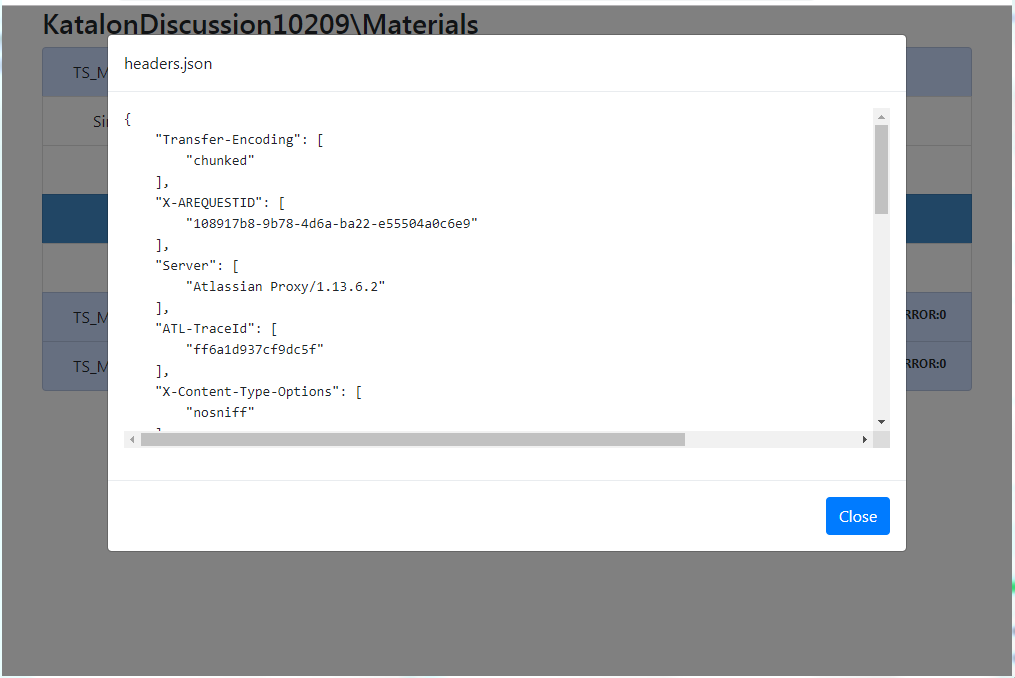 KatalonDiscussion10209\Materials
headers.json
TS_M
Sin
{
"Transfer-Encoding": [
"chunked"
],
"X-AREQUESTID": [
"108917b8-9b78-4d6a-ba22-e55504a0c6e9"
],
"Server": [
"Atlassian Proxy/1.13.6.2"
],
"ATL-TraceId": [
"ff6a1d937cf9dc5f"
],
"X-Content-Type-Options": [
"nosniff"
TS_M
RROR:0
TS_M
RROR:0
Close